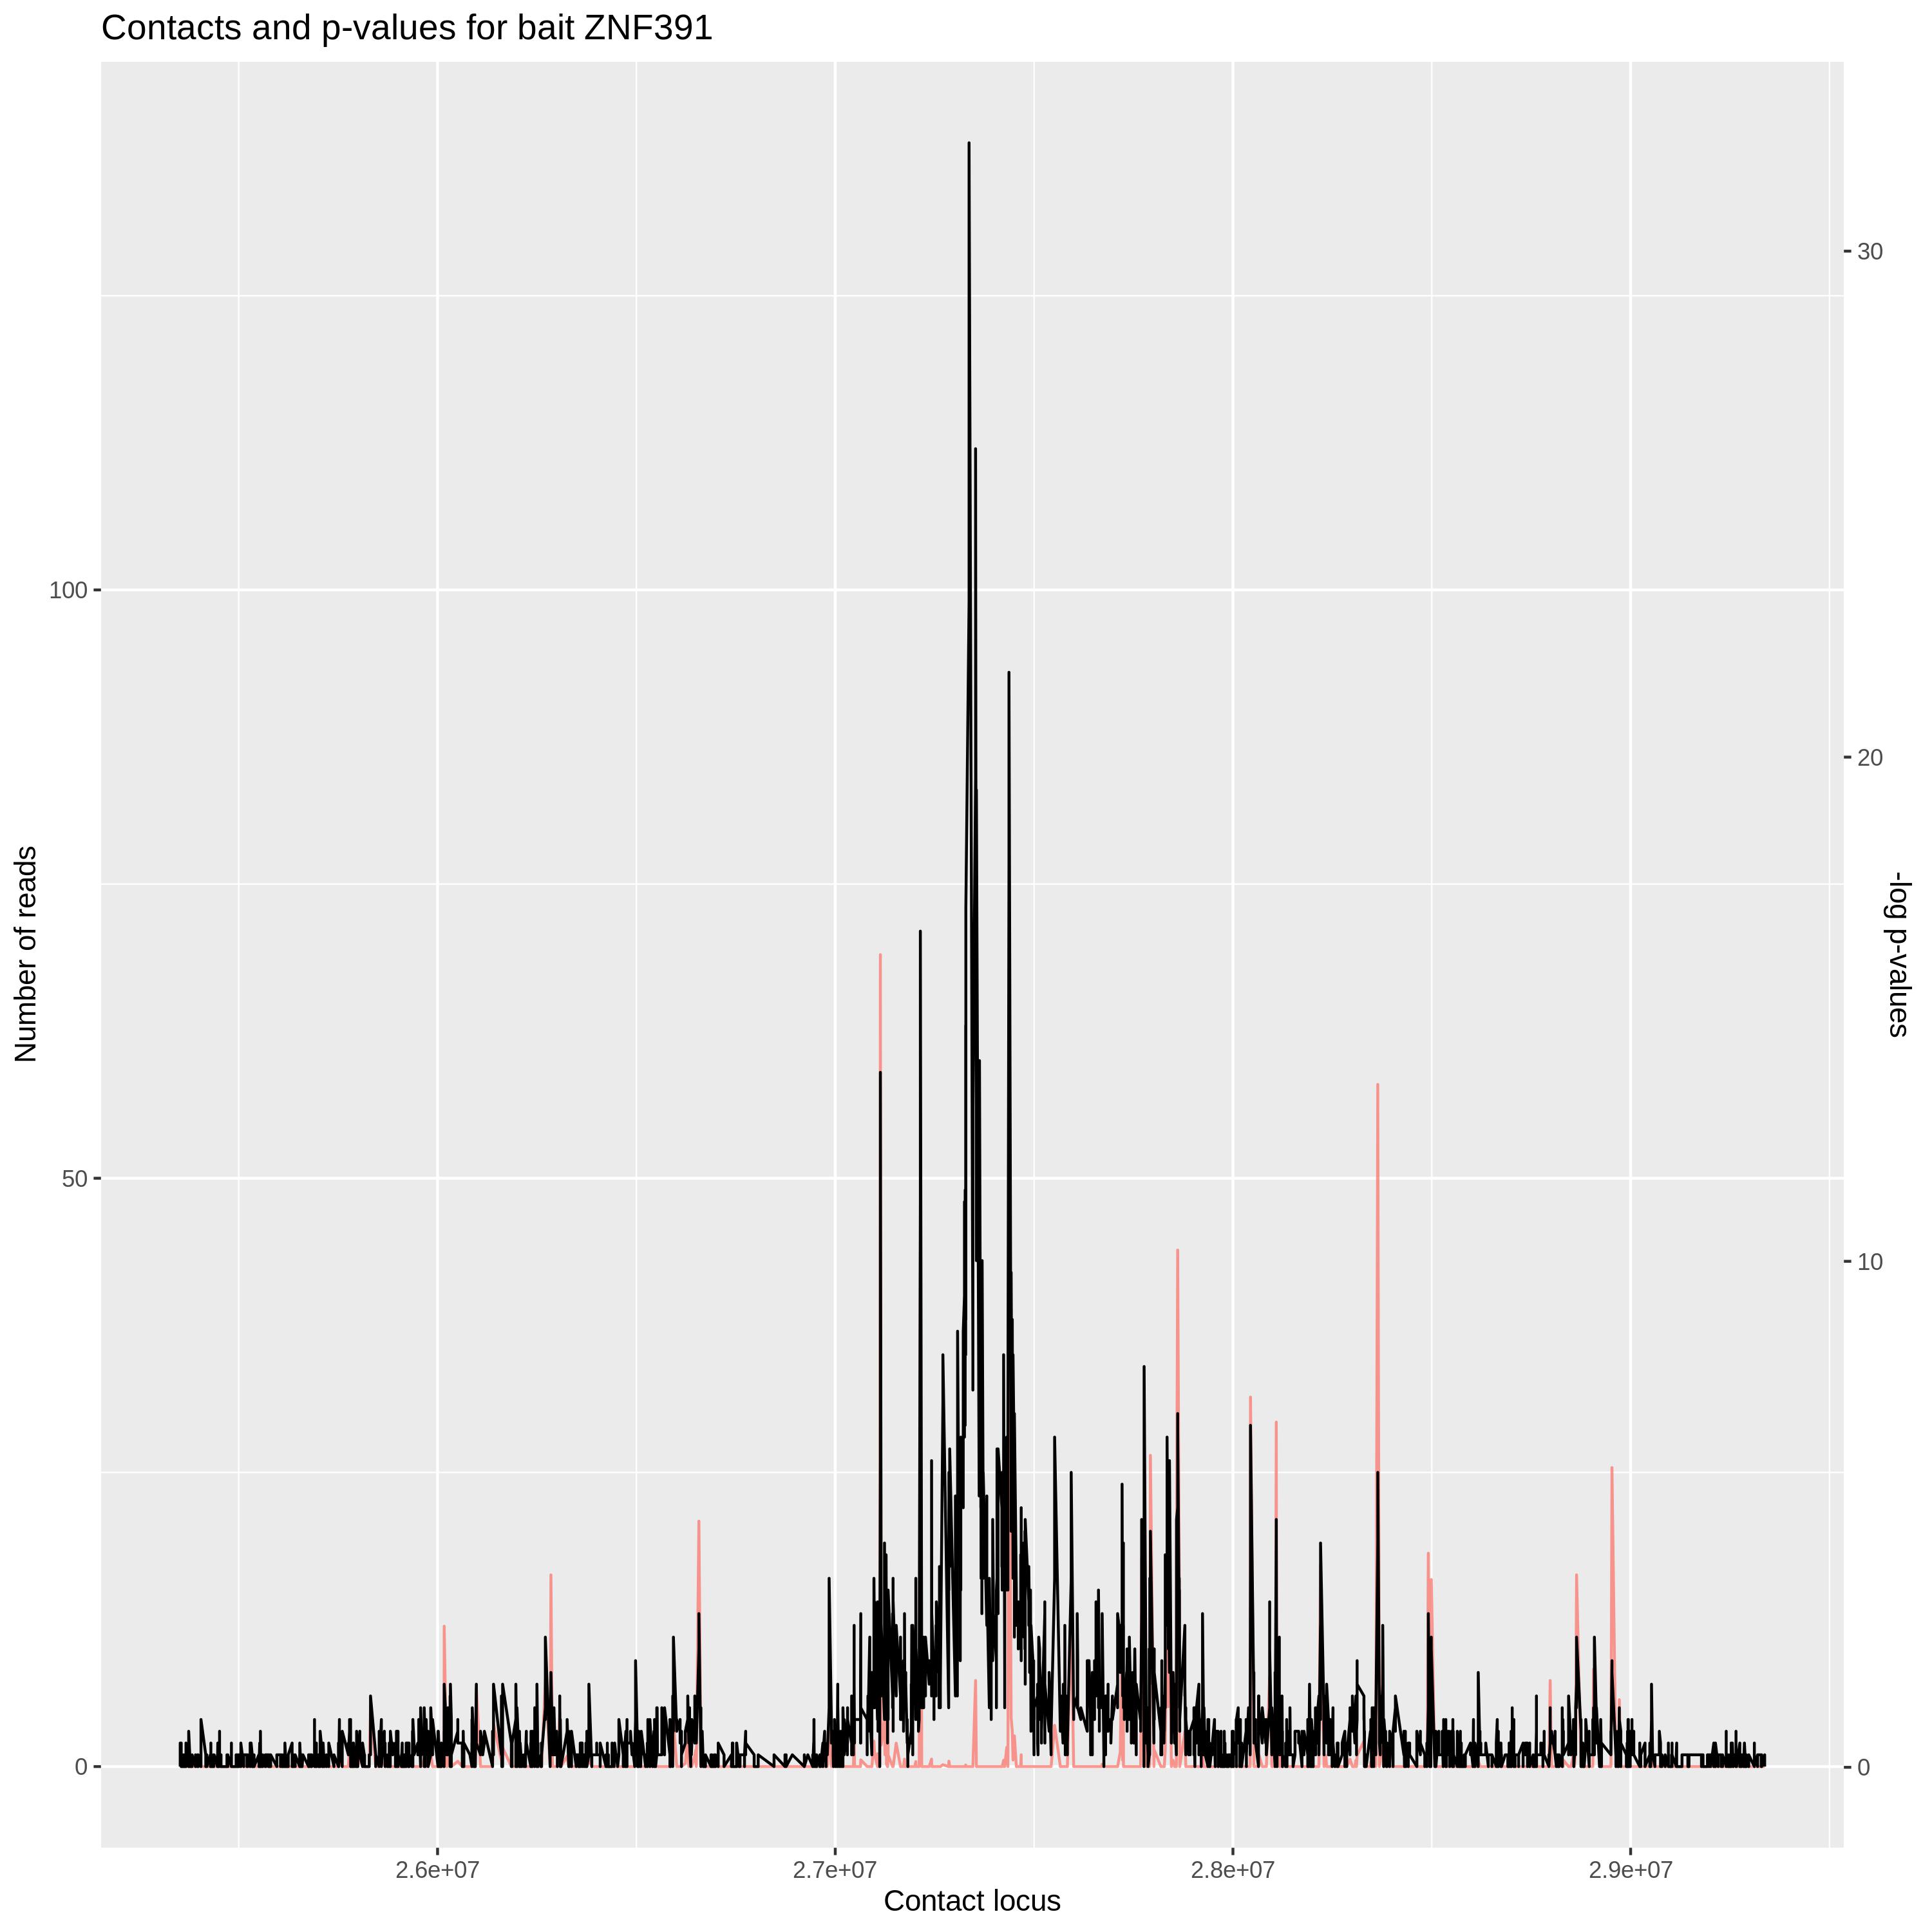 Contacts and p-values for bait ZNF391
Number of reads
100
50
0
30
20
10
0
-log p-values
2.6e+07 2.7e+07 2.8e+07 2.9e+07
Contact locus